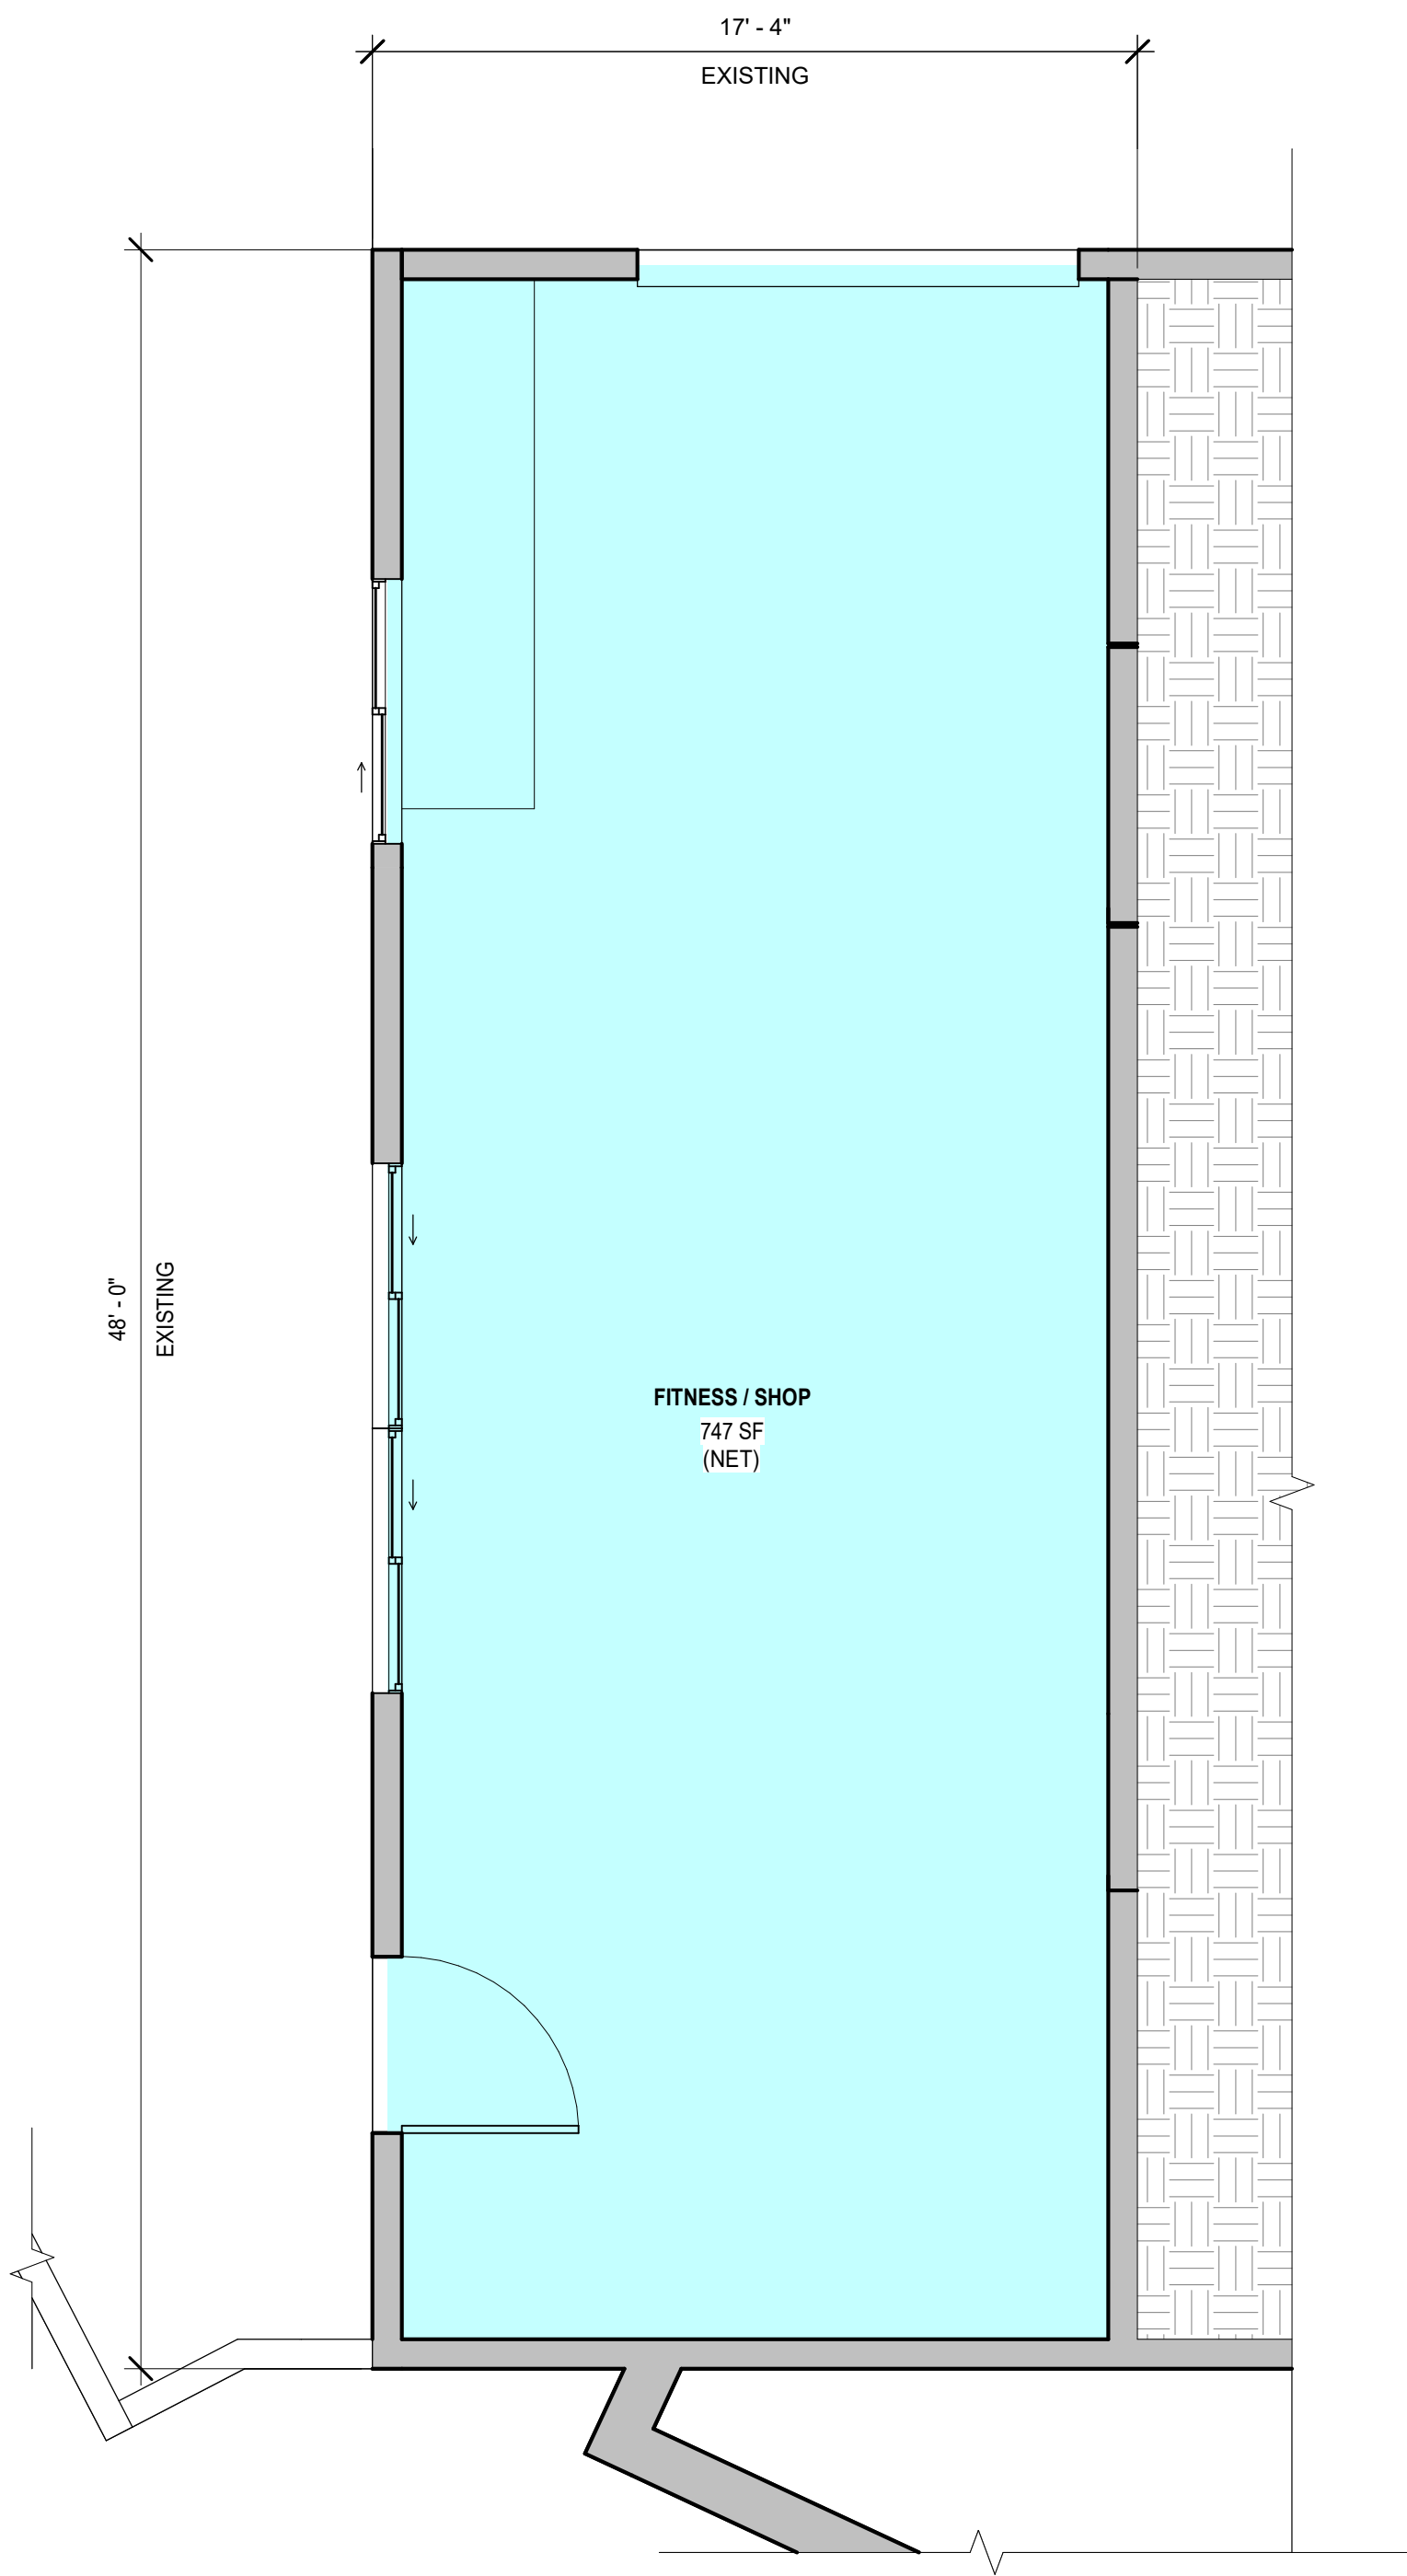 17' - 4"
EXISTING
48' - 0"
EXISTING
FITNESS / SHOP
747 SF
(NET)